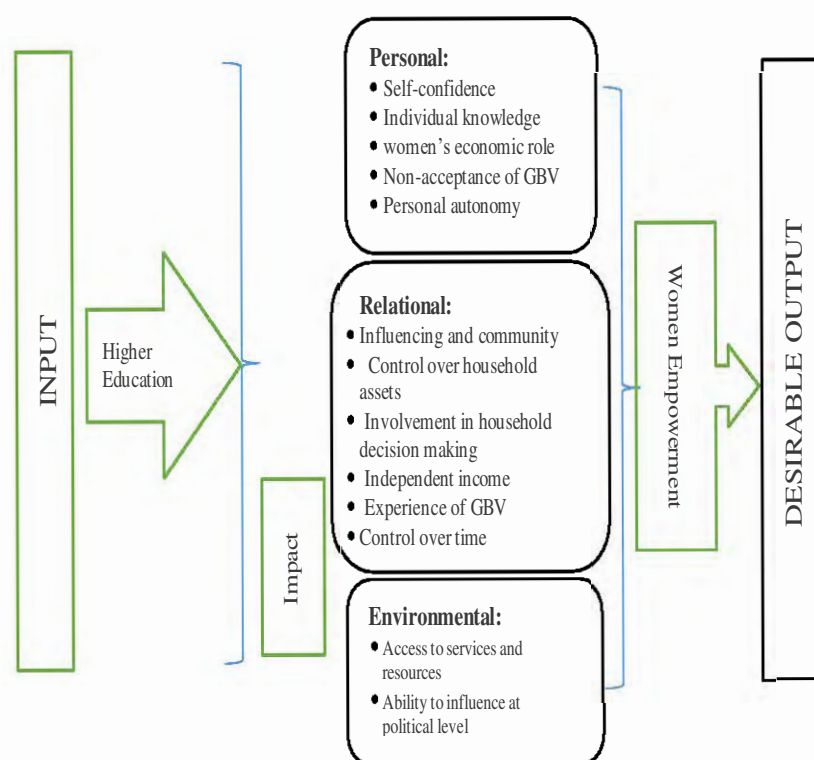 INPUT
Higher
Education
Impact
Personal:
• Self-confidence
• Individual knowledge
• women's economic role
• Non-acceptance of GBV
• Personal autonomy
Relational:
• Influencing and community
• Control over household
assets
• Involvement in household
decision making
• Independent income
• Experience of GBV
• Control over time
Environmental:
• Access to services and
resources
• Ability to influence at
political level
Women Empowerment
DESIRABLE OUTPUT